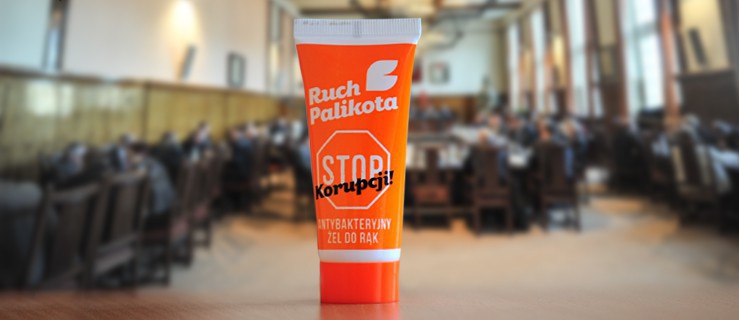 Ruch
Palikota
STOP
Korupcji!
ANTYBAKTERYJNY
ŻEL DO RĄK